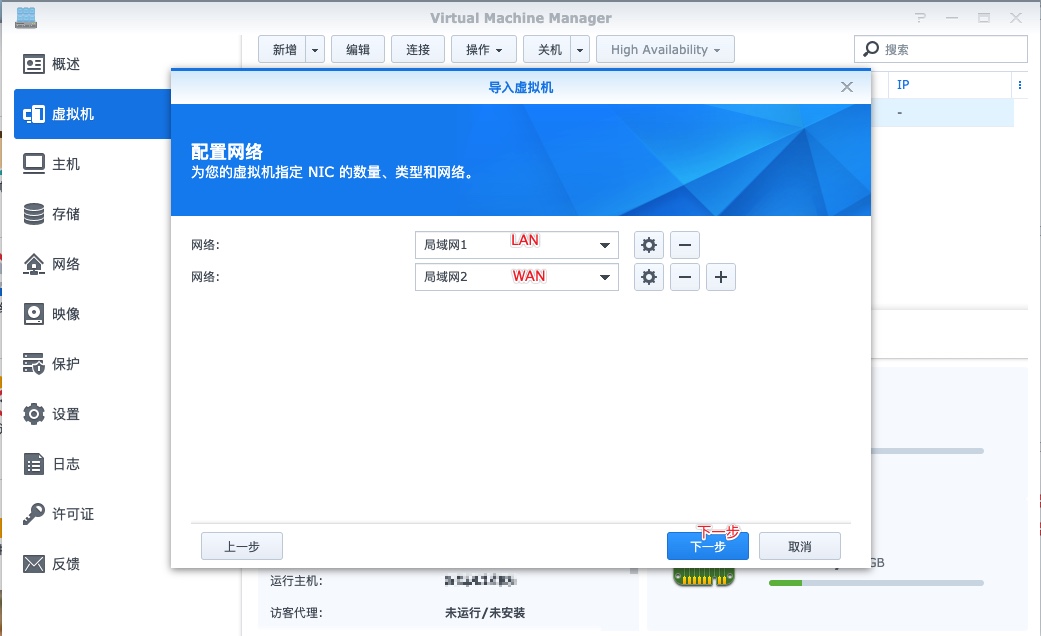 Virtual Machine Manager
概述
虚拟机
主机
存储
网络
映像
保护
设置
日志
许可证
反馈
新增
编辑
连接
操作
关机
High Availability
搜索
IP
-
导入虚拟机
配置网络
为您的虚拟机指定 NIC 的数量、类型和网络。
网络: 局域网1 LAN
网络: 局域网2 WAN
下一步
上一步 下一步 取消
GB
运行主机:
访客代理: 未运行/未安装